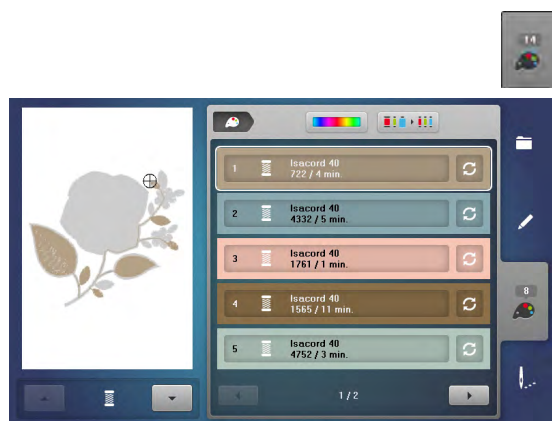 14
1
Isacord 40
722 / 4 min.
2
Isacord 40
4332 / 5 min.
3
Isacord 40
1761 / 1 min.
4
Isacord 40
1565 / 11 min.
5
Isacord 40
4752 / 3 min.
8
1 / 2